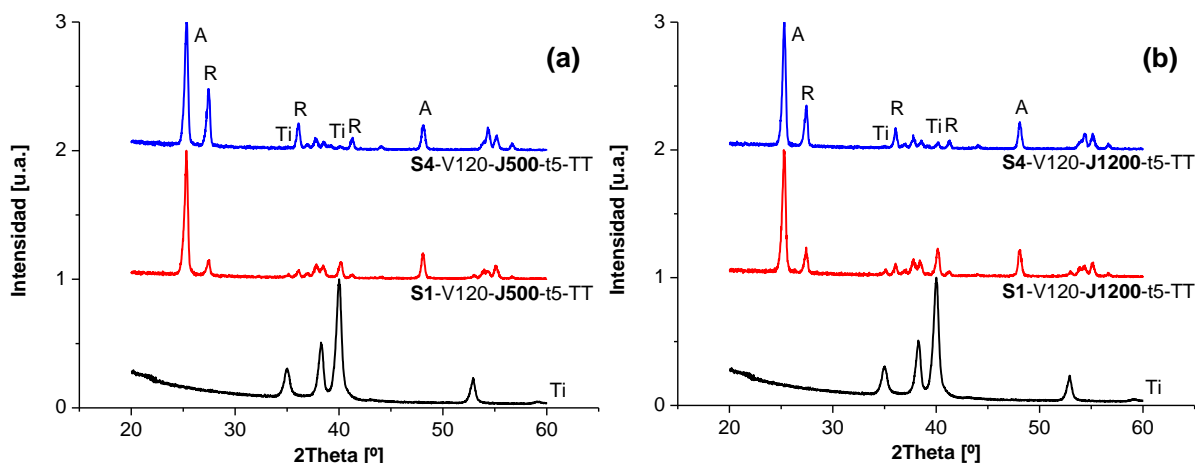 3
2
1
0
Intensidad [u.a.]
(a)
A
R
Ti
R
Ti
R
A
S4-V120-J500-t5-TT
S1-V120-J500-t5-TT
Ti
20 30 40 50 60
2Theta [º]
3
2
1
0
Intensidad [u.a.]
(b)
A
R
Ti
R
Ti
R
A
S4-V120-J1200-t5-TT
S1-V120-J1200-t5-TT
Ti
20 30 40 50 60
2Theta [º]